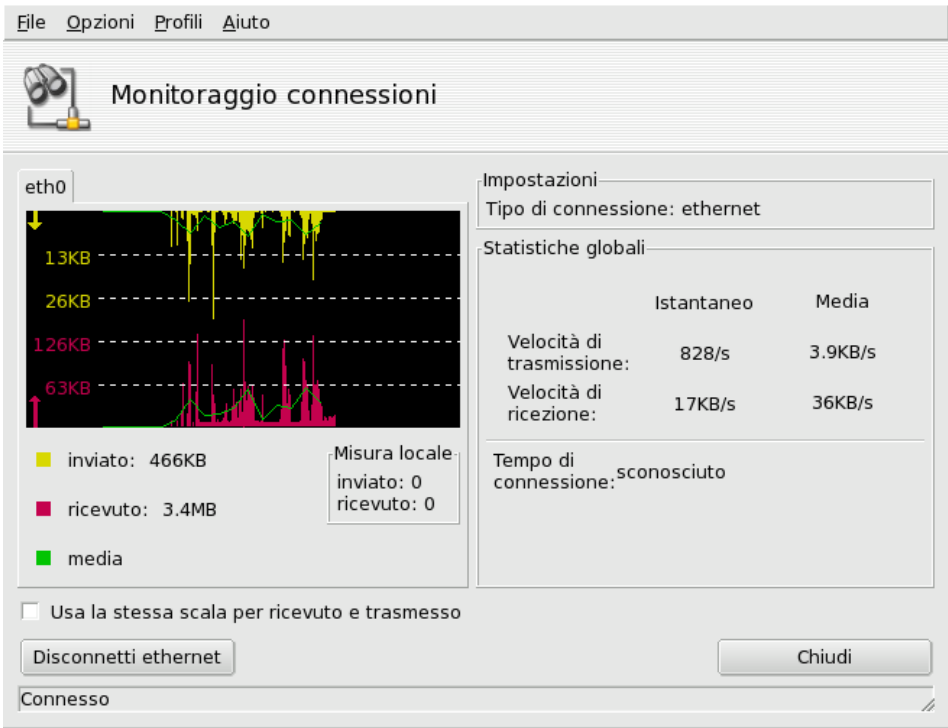 File Opzioni Profili Aiuto
Monitoraggio connessioni
eth0
13KB
26KB
126KB
63KB
inviato: 466KB
ricevuto: 3.4MB
media
Misura locale
inviato: 0
ricevuto: 0
Impostazioni
Tipo di connessione: ethernet
Statistiche globali
Istantaneo Media
Velocità di
trasmissione: 828/s 3.9KB/s
Velocità di
ricezione: 17KB/s 36KB/s
Tempo di
connessione: sconosciuto
Usa la stessa scala per ricevuto e trasmesso
Disconnetti ethernet Chiudi
Connesso